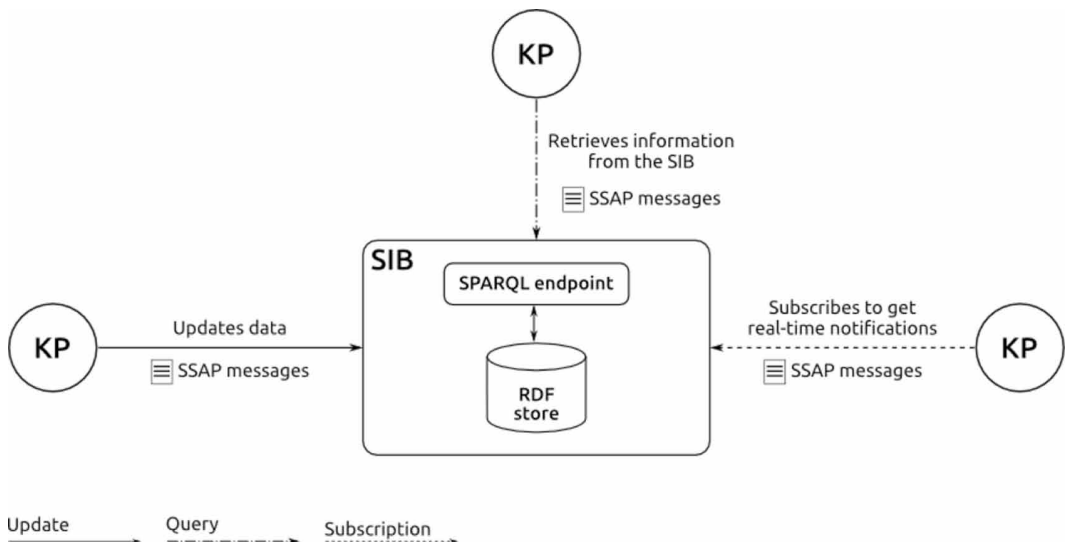 KP
Retrieves information
from the SIB
SSAP messages
SIB
SPARQL endpoint
RDF
store
KP
Updates data
SSAP messages
Subscribes to get
real-time notifications
SSAP messages
KP
Update
Query
Subscription